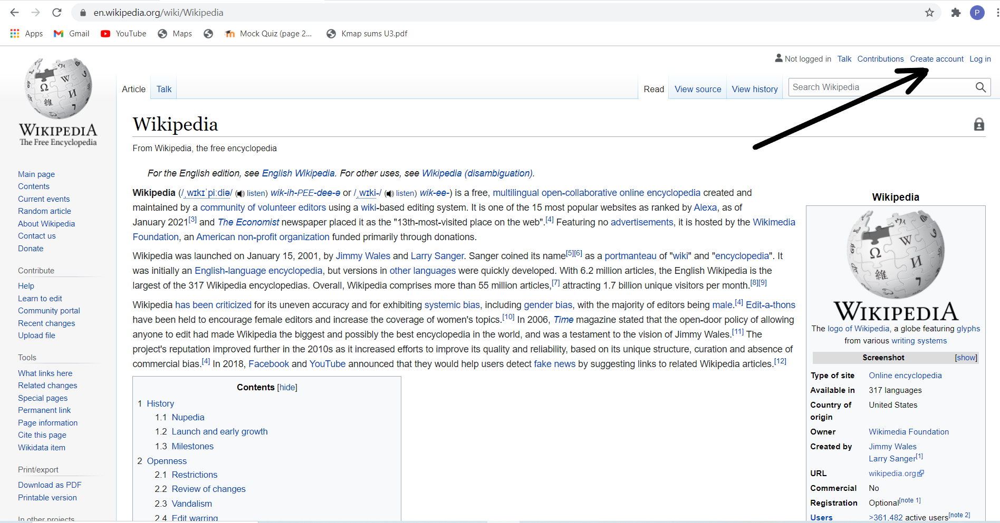 en.wikipedia.org/wiki/Wikipedia
P
Apps Gmail YouTube Maps Mock Quiz (page 2... Kmap sums U3.pdf
Not logged in Talk Contributions Create account Log in
Article Talk Read View source View history Search Wikipedia
WIKIPEDIA
The Free Encyclopedia
Main page
Contents
Current events
Random article
About Wikipedia
Contact us
Donate
Contribute
Help
Learn to edit
Community portal
Recent changes
Upload file
Tools
What links here
Related changes
Special pages
Permanent link
Page information
Cite this page
Wikidata item
Print/export
Download as PDF
Printable version
In other projects
Wikipedia
From Wikipedia, the free encyclopedia
For the English edition, see English Wikipedia. For other uses, see Wikipedia (disambiguation).
Wikipedia (/ˌwɪkɪˈpiːdiə/ (listen) wik-ih-PEE-dee-ə or /ˌwɪki-/ (listen) wik-ee-) is a free, multilingual open-collaborative online encyclopedia created and
maintained by a community of volunteer editors using a wiki-based editing system. It is one of the 15 most popular websites as ranked by Alexa, as of
January 2021[3] and The Economist newspaper placed it as the "13th-most-visited place on the web".[4] Featuring no advertisements, it is hosted by the Wikimedia
Foundation, an American non-profit organization funded primarily through donations.
Wikipedia was launched on January 15, 2001, by Jimmy Wales and Larry Sanger. Sanger coined its name[5][6] as a portmanteau of "wiki" and "encyclopedia". It
was initially an English-language encyclopedia, but versions in other languages were quickly developed. With 6.2 million articles, the English Wikipedia is the
largest of the 317 Wikipedia encyclopedias. Overall, Wikipedia comprises more than 55 million articles,[7] attracting 1.7 billion unique visitors per month.[8][9]
Wikipedia has been criticized for its uneven accuracy and for exhibiting systemic bias, including gender bias, with the majority of editors being male.[4] Edit-a-thons
have been held to encourage female editors and increase the coverage of women's topics.[10] In 2006, Time magazine stated that the open-door policy of allowing
anyone to edit had made Wikipedia the biggest and possibly the best encyclopedia in the world, and was a testament to the vision of Jimmy Wales.[11] The
project's reputation improved further in the 2010s as it increased efforts to improve its quality and reliability, based on its unique structure, curation and absence of
commercial bias.[4] In 2018, Facebook and YouTube announced that they would help users detect fake news by suggesting links to related Wikipedia articles.[12]
Contents [hide]
1 History
1.1 Nupedia
1.2 Launch and early growth
1.3 Milestones
2 Openness
2.1 Restrictions
2.2 Review of changes
2.3 Vandalism
2.4 Edit warring
Wikipedia
WIKIPEDIA
The logo of Wikipedia, a globe featuring glyphs
from various writing systems
Screenshot [show]
Type of site Online encyclopedia
Available in 317 languages
Country of United States
origin
Owner Wikimedia Foundation
Created by Jimmy Wales
Larry Sanger[1]
URL wikipedia.org
Commercial No
Registration Optional[note 1]
Users >361,482 active users[note 2]